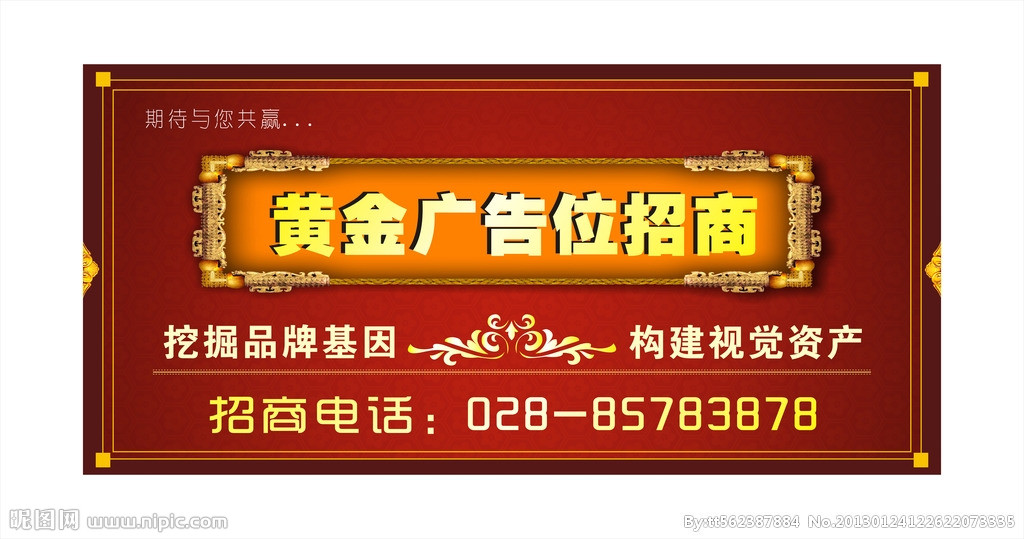 期待与您共赢...
黄金广告位招商
挖掘品牌基因 构建视觉资产
招商电话：028-85783878
昵图网 www.nipic.com By:tt562387884 No.20130124122622073335